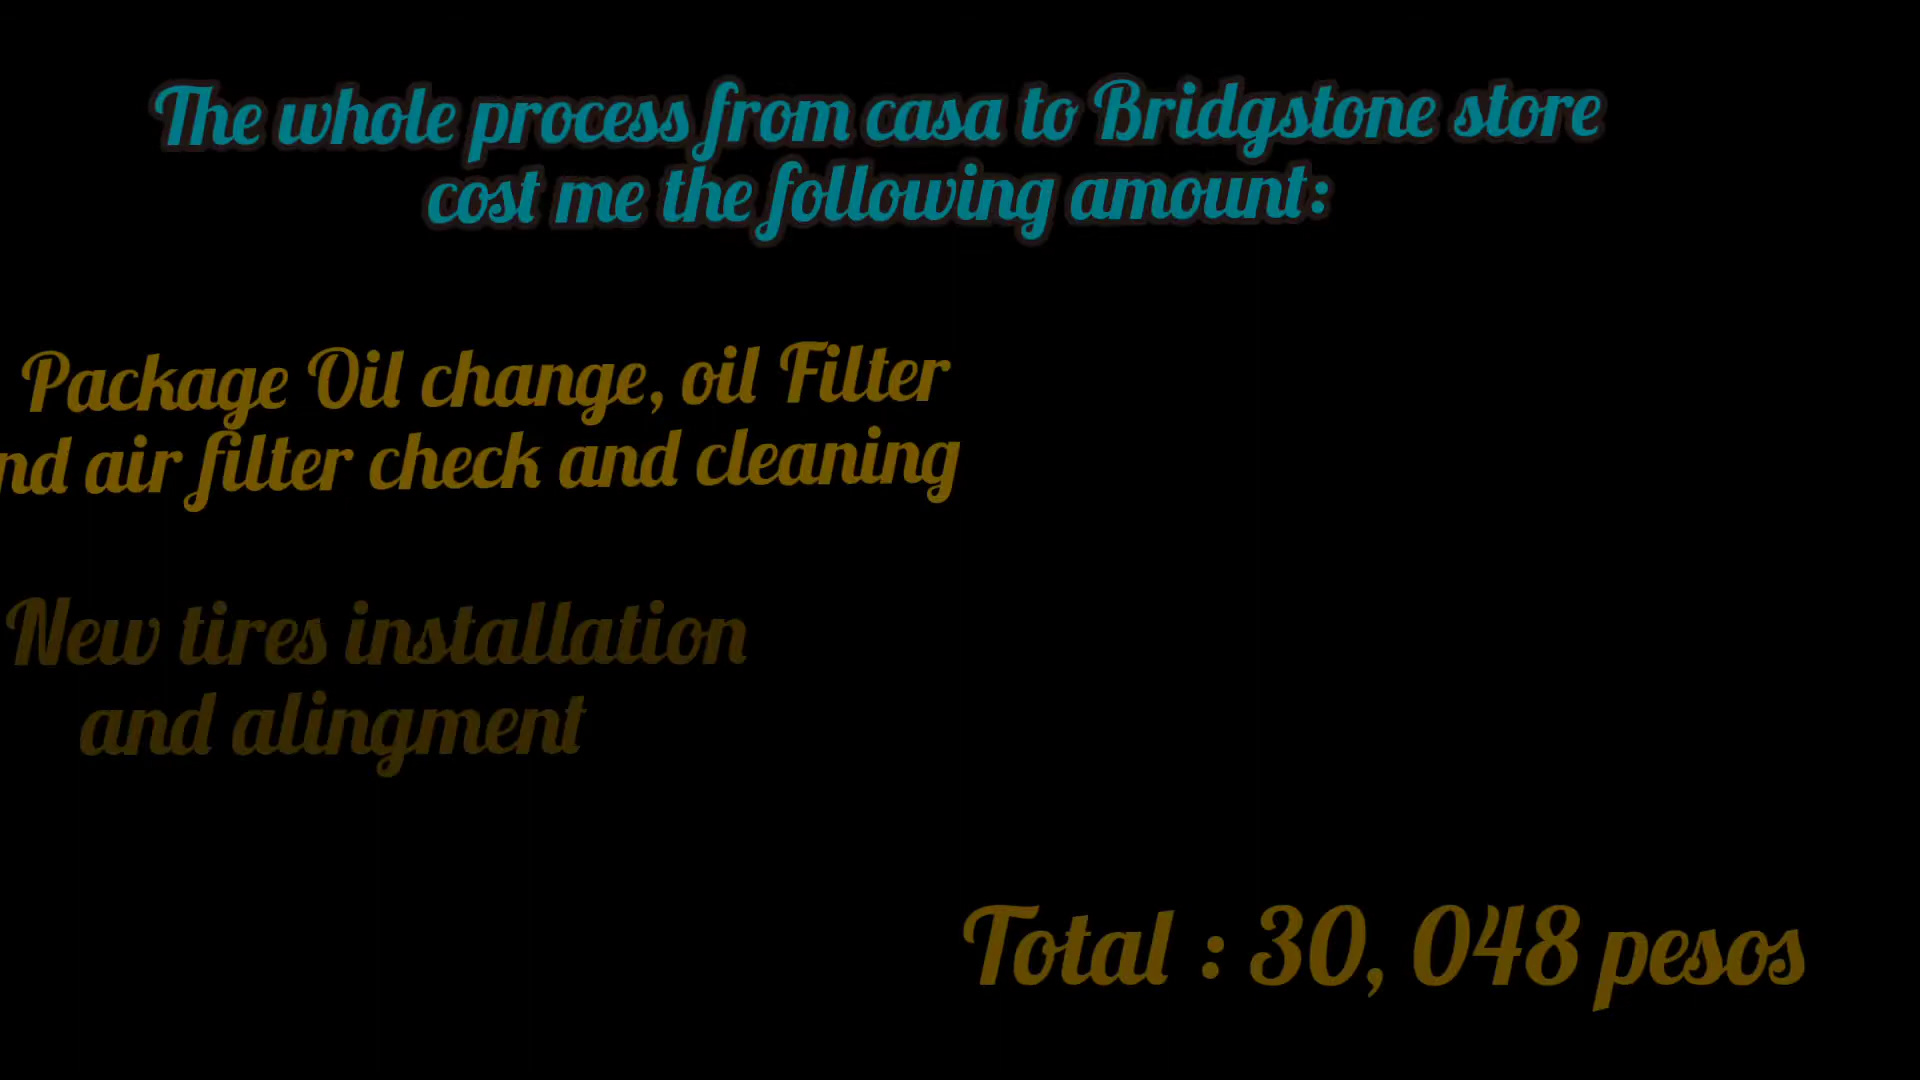 The whole process from casa to Bridgstone store
cost me the following amount:
Package Oil change, oil Filter
nd air filter check and cleaning
New tires installation
and alingment
Total : 30, 048 pesos